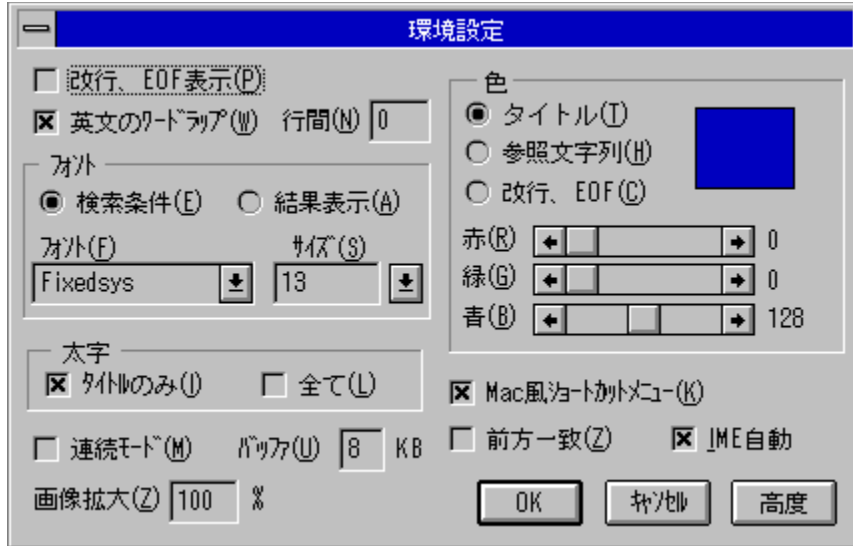 環境設定
改行、EOF表示(P)
英文のﾜｰﾄﾞﾗｯﾌﾟ(W) 行間(N) 0
ﾌｫﾝﾄ
検索条件(E) 結果表示(A)
ﾌｫﾝﾄ(F) ｻｲｽﾞ(S)
Fixedsys 13
太字
ﾀｲﾄﾙのみ(I) 全て(L)
連続ﾓｰﾄﾞ(M) ﾊﾞｯﾌｧ(U) 8 KB
画像拡大(Z) 100 %
色
タイトル(T)
参照文字列(H)
改行、EOF(C)
赤(R) 0
緑(G) 0
青(B) 128
Mac風ｼｮｰﾄｶｯﾄﾒﾆｭｰ(K)
前方一致(Z) IME自動
OK ｷｬﾝｾﾙ 高度